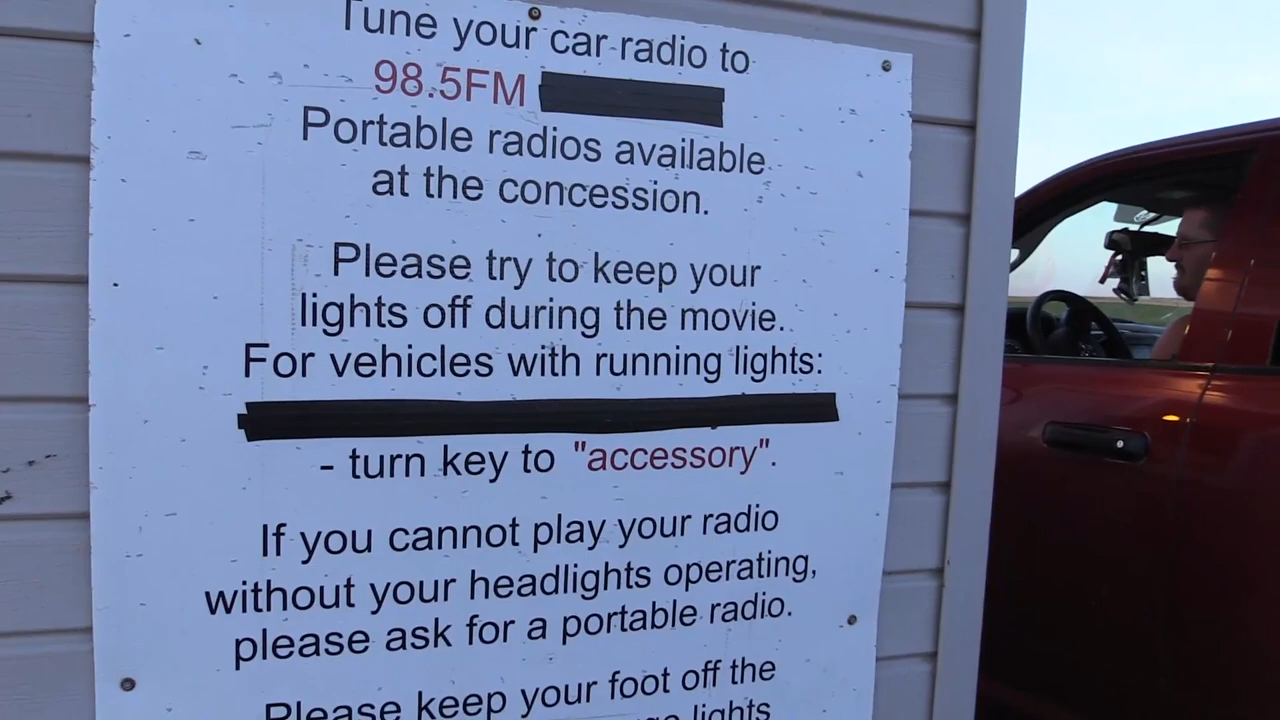 Tune your car radio to
98.5FM
Portable radios available
at the concession.
Please try to keep your
lights off during the movie.
For vehicles with running lights:
- turn key to "accessory".
If you cannot play your radio
without your headlights operating,
please ask for a portable radio.
Please keep your foot off the
lights